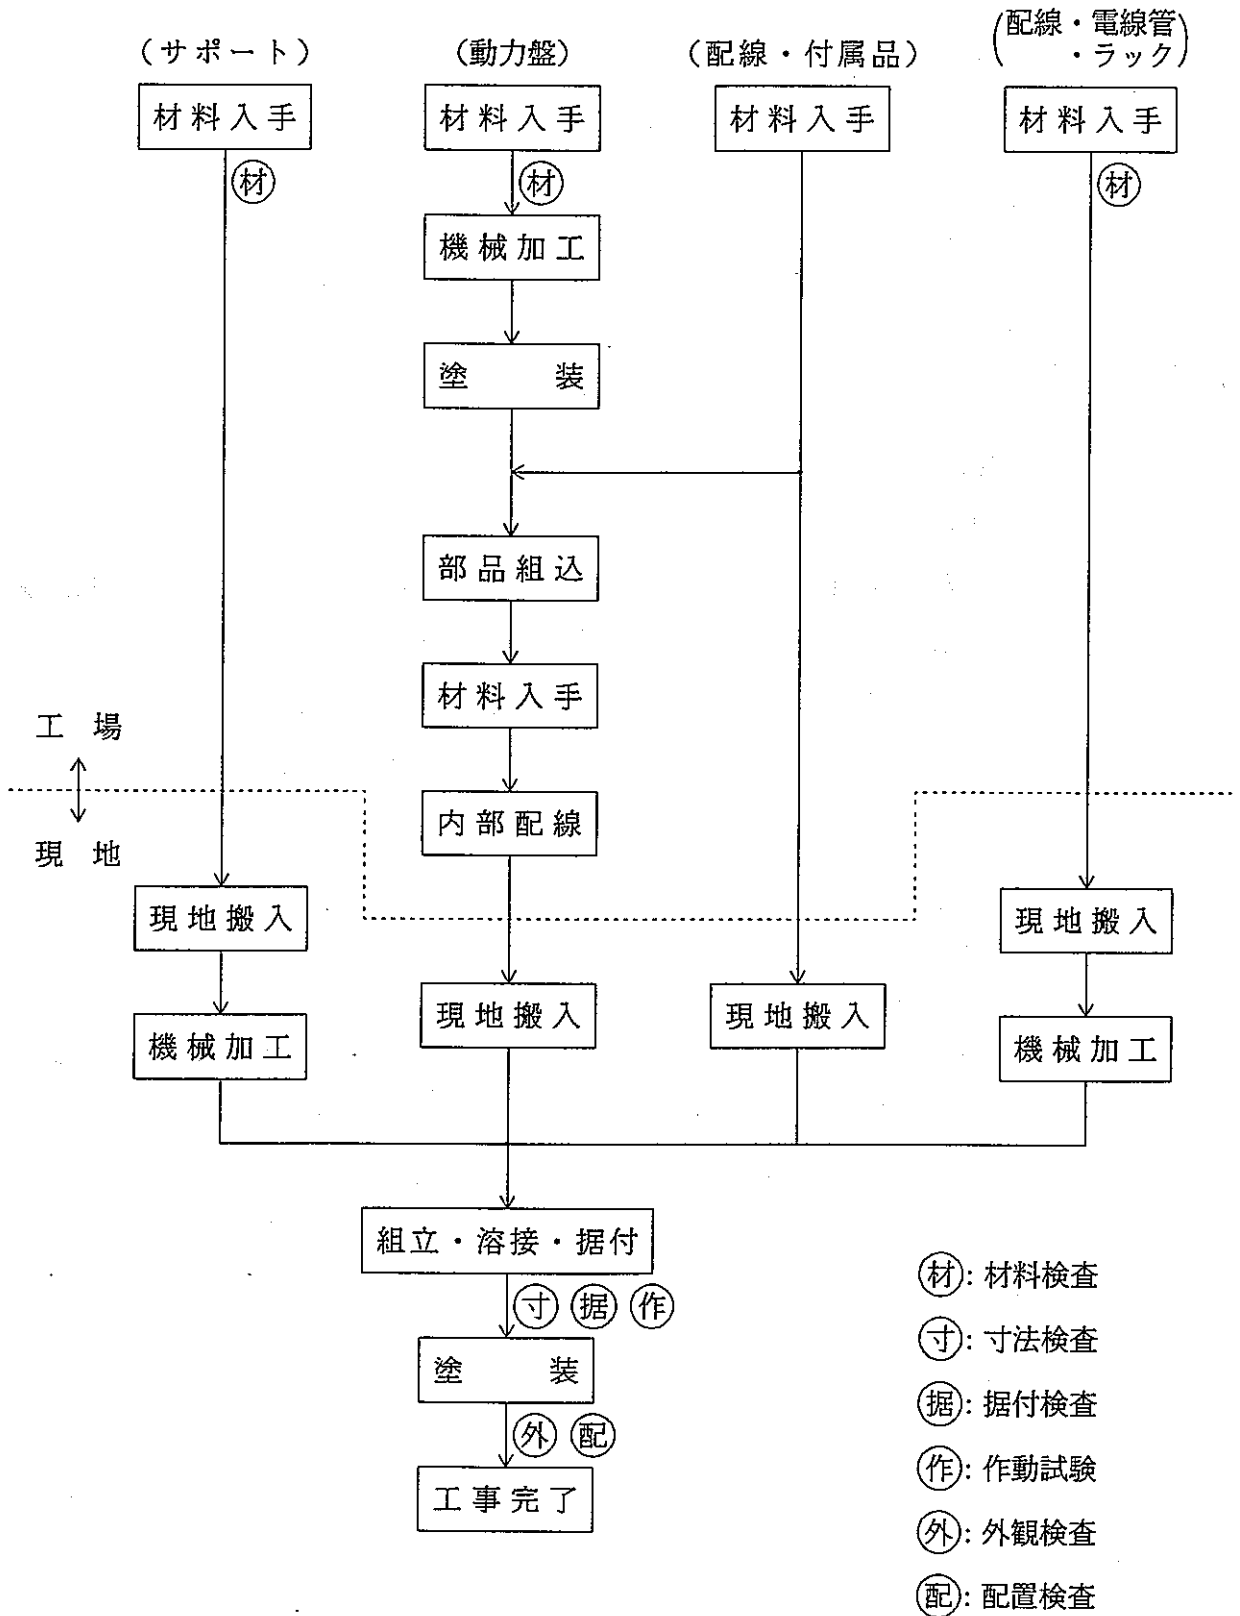 (サポート)
(動力盤)
(配線・付属品)
(配線・電線管
・ラック)
材料入手
材料入手
材料入手
材料入手
材
材
材
機械加工
塗装
部品組込
材料入手
工場
内部配線
現地
現地搬入
現地搬入
機械加工
現地搬入
現地搬入
機械加工
組立・溶接・据付
寸 据 作
塗装
外 配
工事完了
材: 材料検査
寸: 寸法検査
据: 据付検査
作: 作動試験
外: 外観検査
配: 配置検査